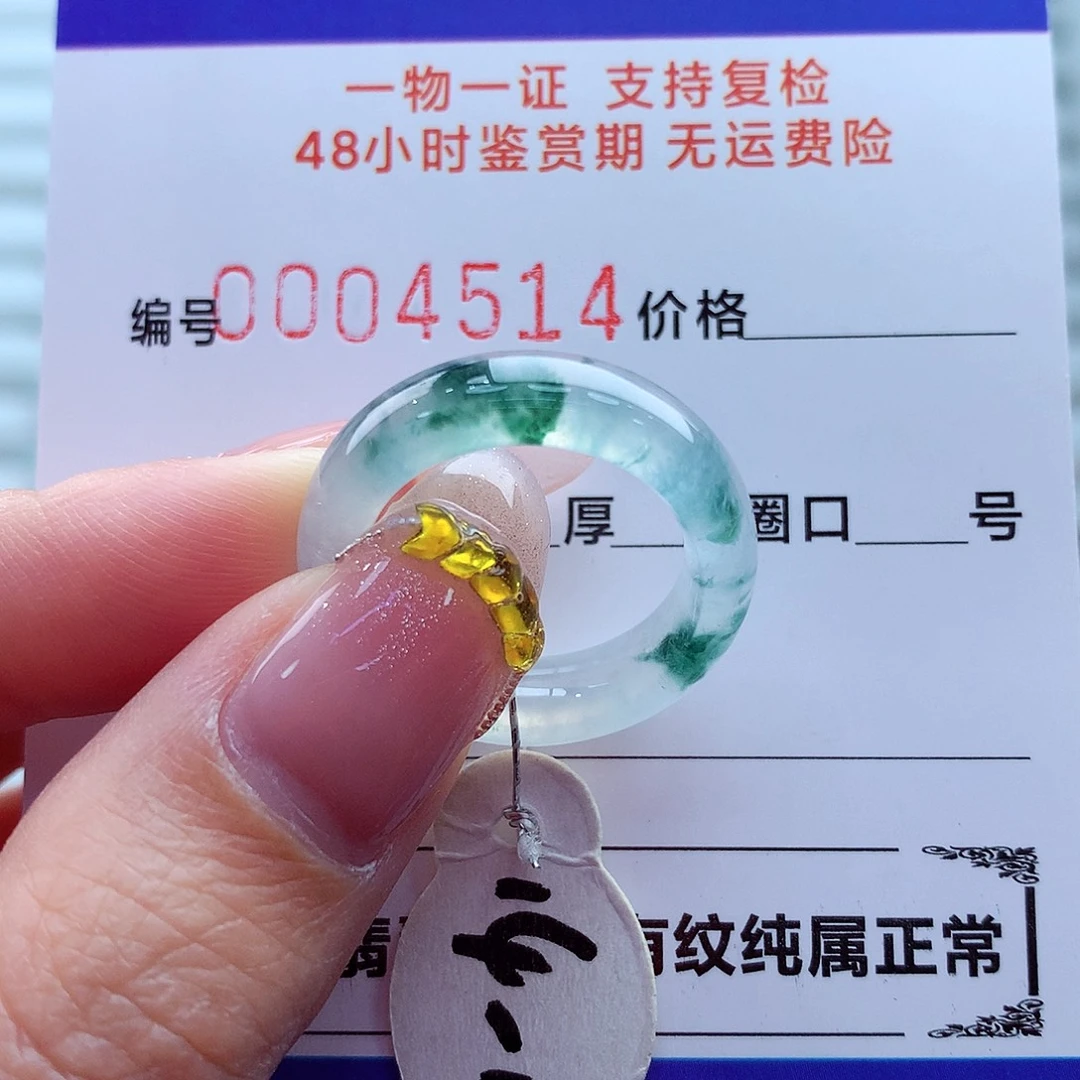 一物一证 支持复检
48小时鉴赏期 无运费险
编号0004514 价格
厚 圈口 号
有纹纯属正常